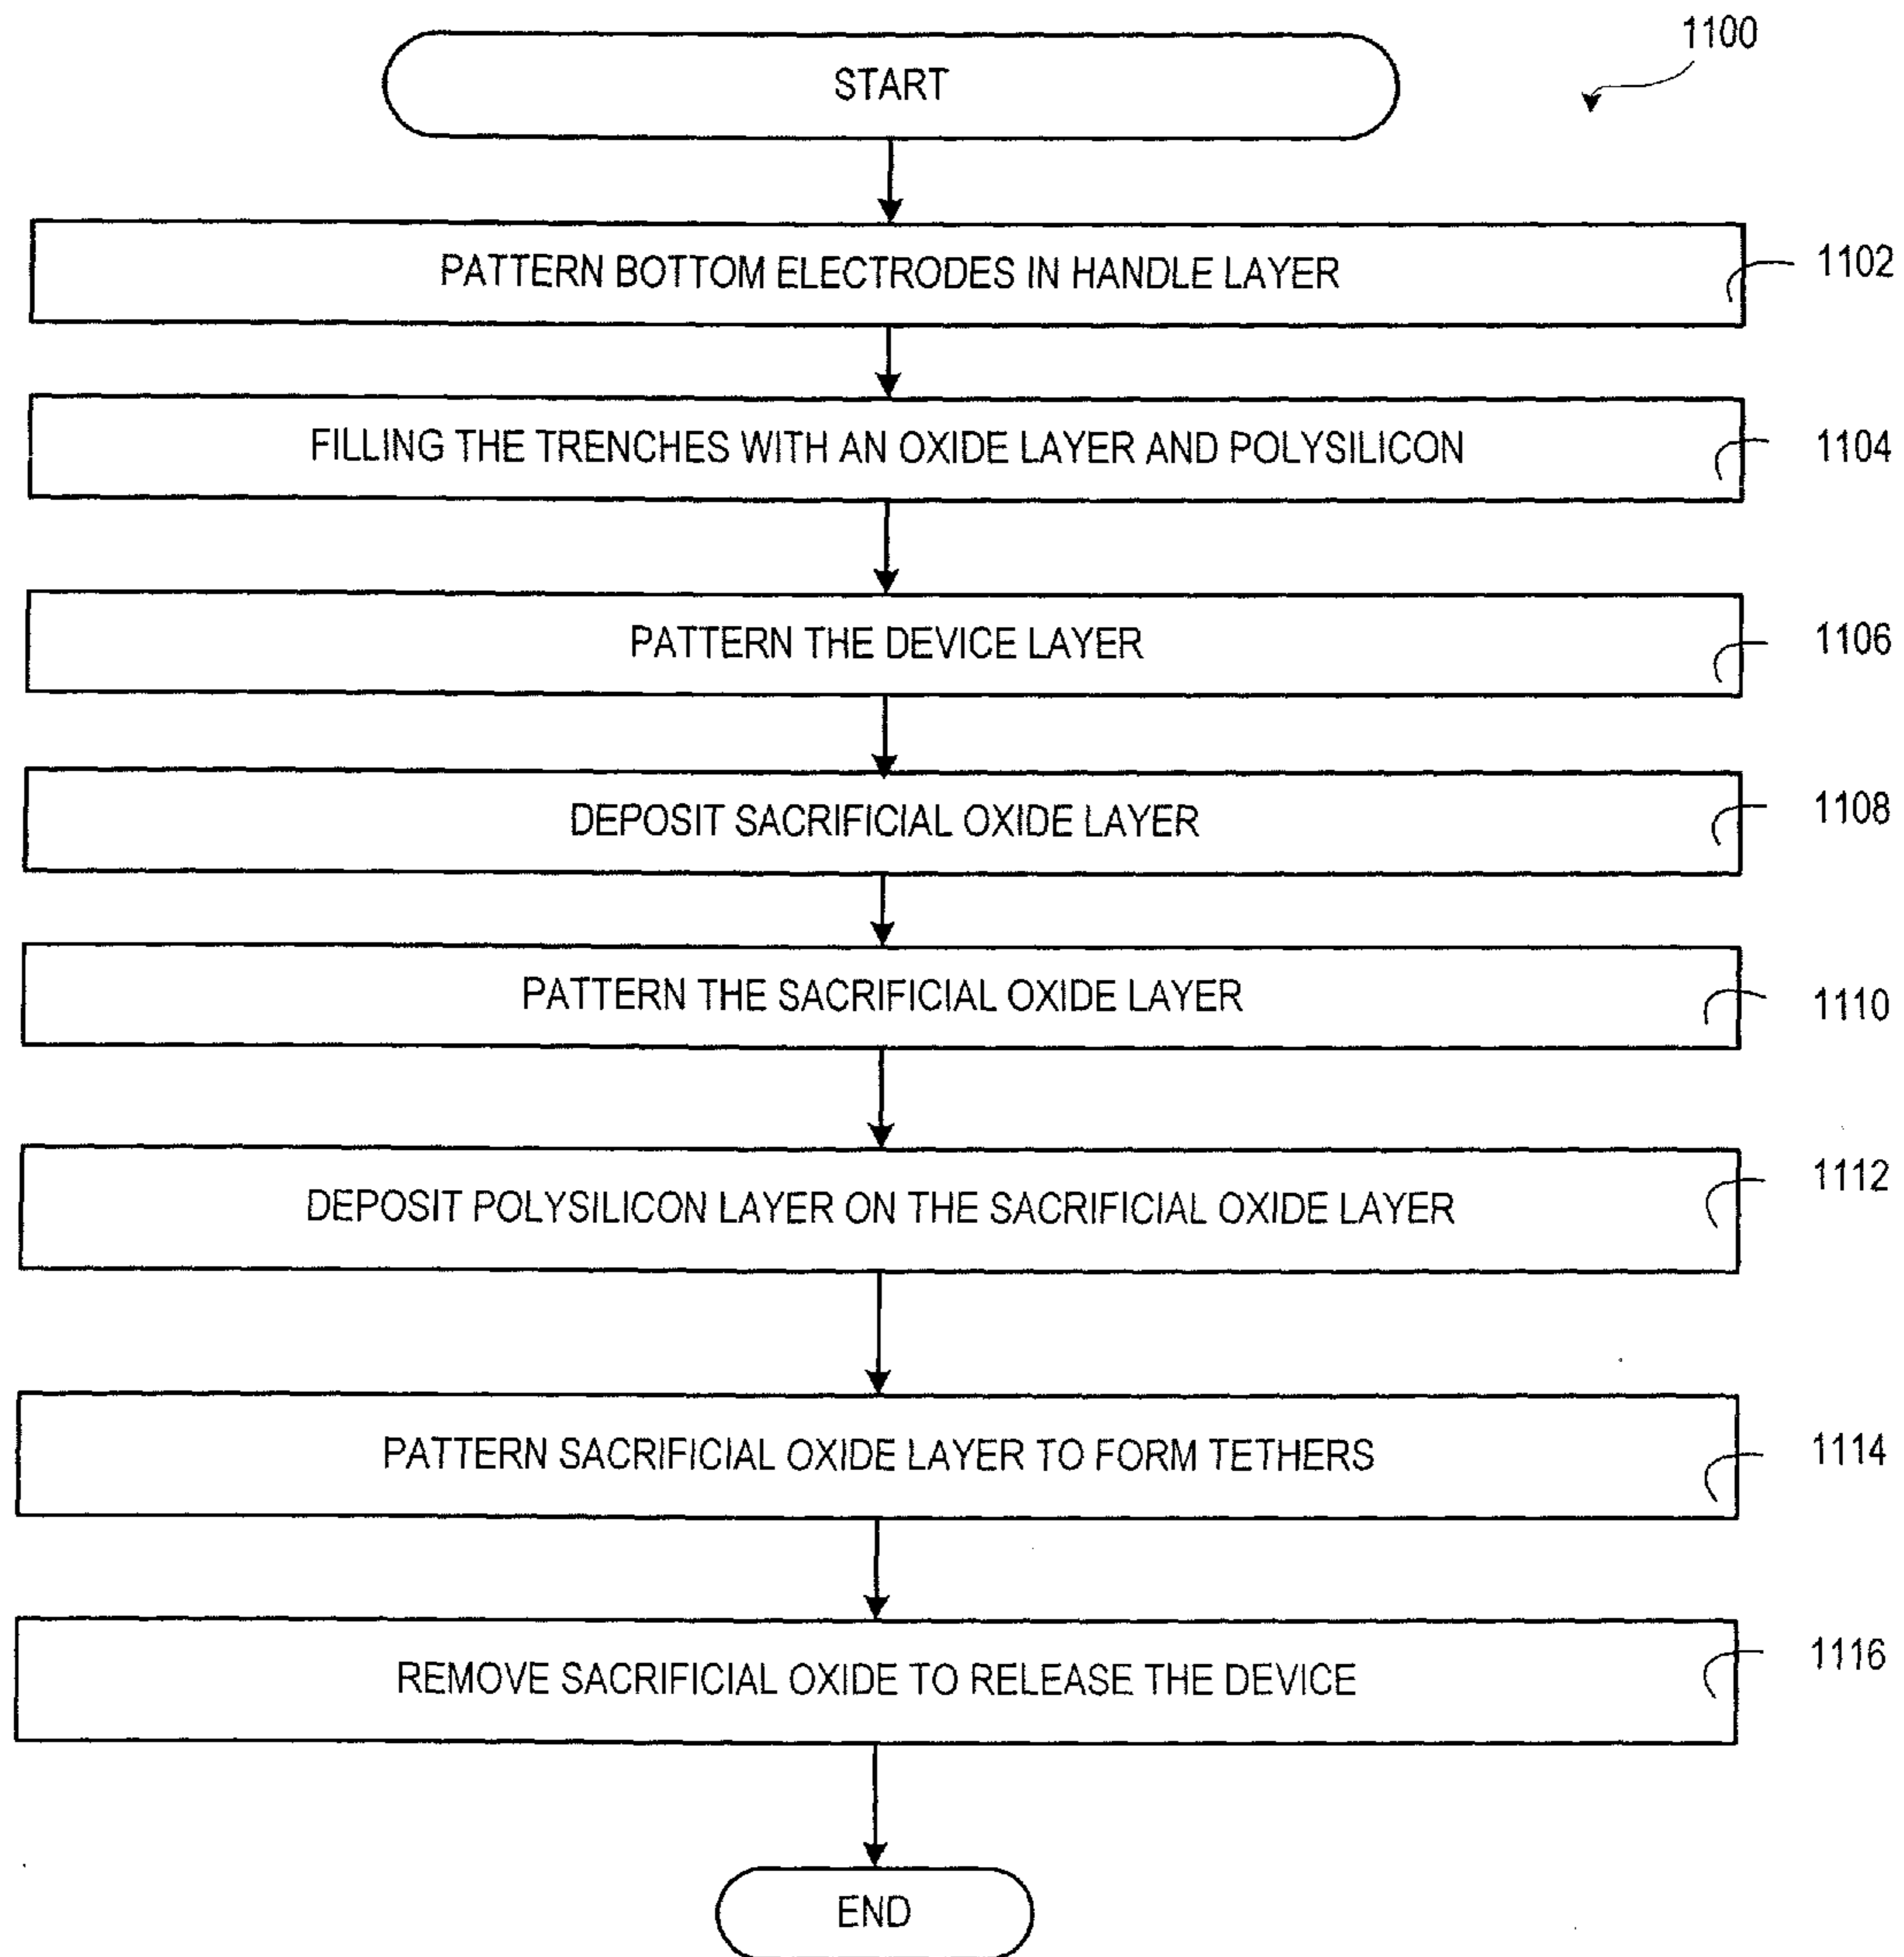 1100
START
PATTERN BOTTOM ELECTRODES IN HANDLE LAYER
1102
FILLING THE TRENCHES WITH AN OXIDE LAYER AND POLYSILICON
1104
PATTERN THE DEVICE LAYER
1106
DEPOSIT SACRIFICIAL OXIDE LAYER
1108
PATTERN THE SACRIFICIAL OXIDE LAYER
1110
DEPOSIT POLYSILICON LAYER ON THE SACRIFICIAL OXIDE LAYER
1112
PATTERN SACRIFICIAL OXIDE LAYER TO FORM TETHERS
1114
REMOVE SACRIFICIAL OXIDE TO RELEASE THE DEVICE
1116
END